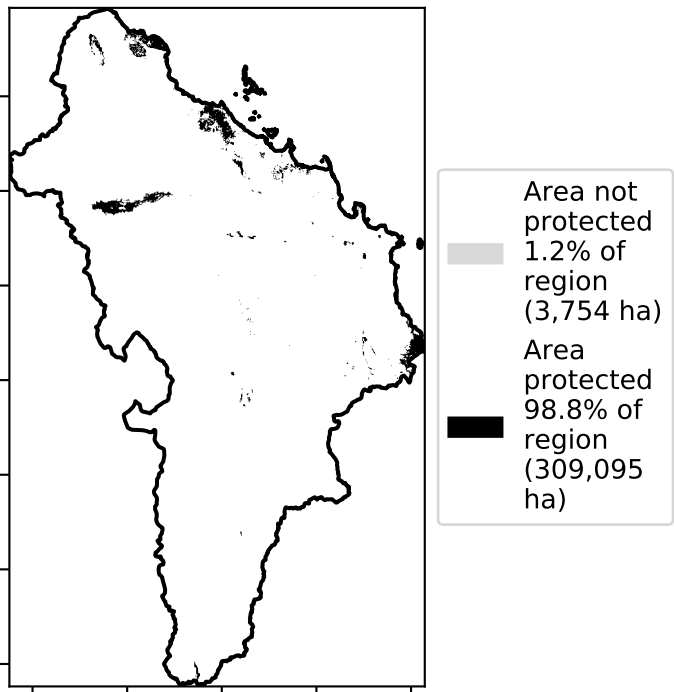 Area not
protected
1.2% of
region
(3,754 ha)
Area
protected
98.8% of
region
(309,095
ha)